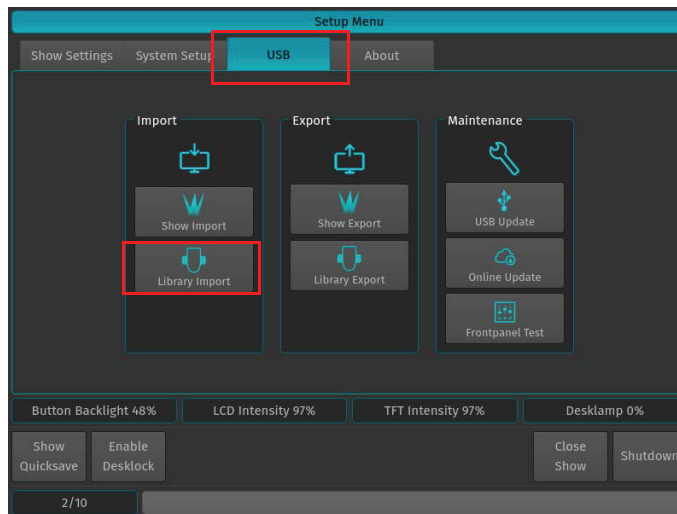 Setup Menu
Show Settings
System Setup
USB
About
Import
Export
Maintenance
Show Import
Show Export
USB Update
Library Import
Library Export
Online Update
Frontpanel Test
Button Backlight 48%
LCD Intensity 97%
TFT Intensity 97%
Desklamp 0%
Show
Quicksave
Enable
Desklock
Close
Show
Shutdown
2/10